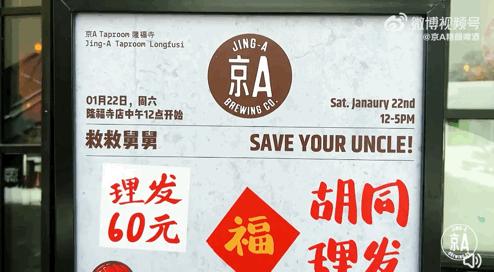 京A Taproom 隆福寺
Jing-A Taproom Longfusi
JING-A
京A
BREWING CO.
微博视频号
@京A精酿啤酒
01月22日，周六
隆福寺店中午12点开始
Sat. Janaury 22nd
12-5PM
救救舅舅
SAVE YOUR UNCLE!
理发
60元
福
胡同
理发
京A